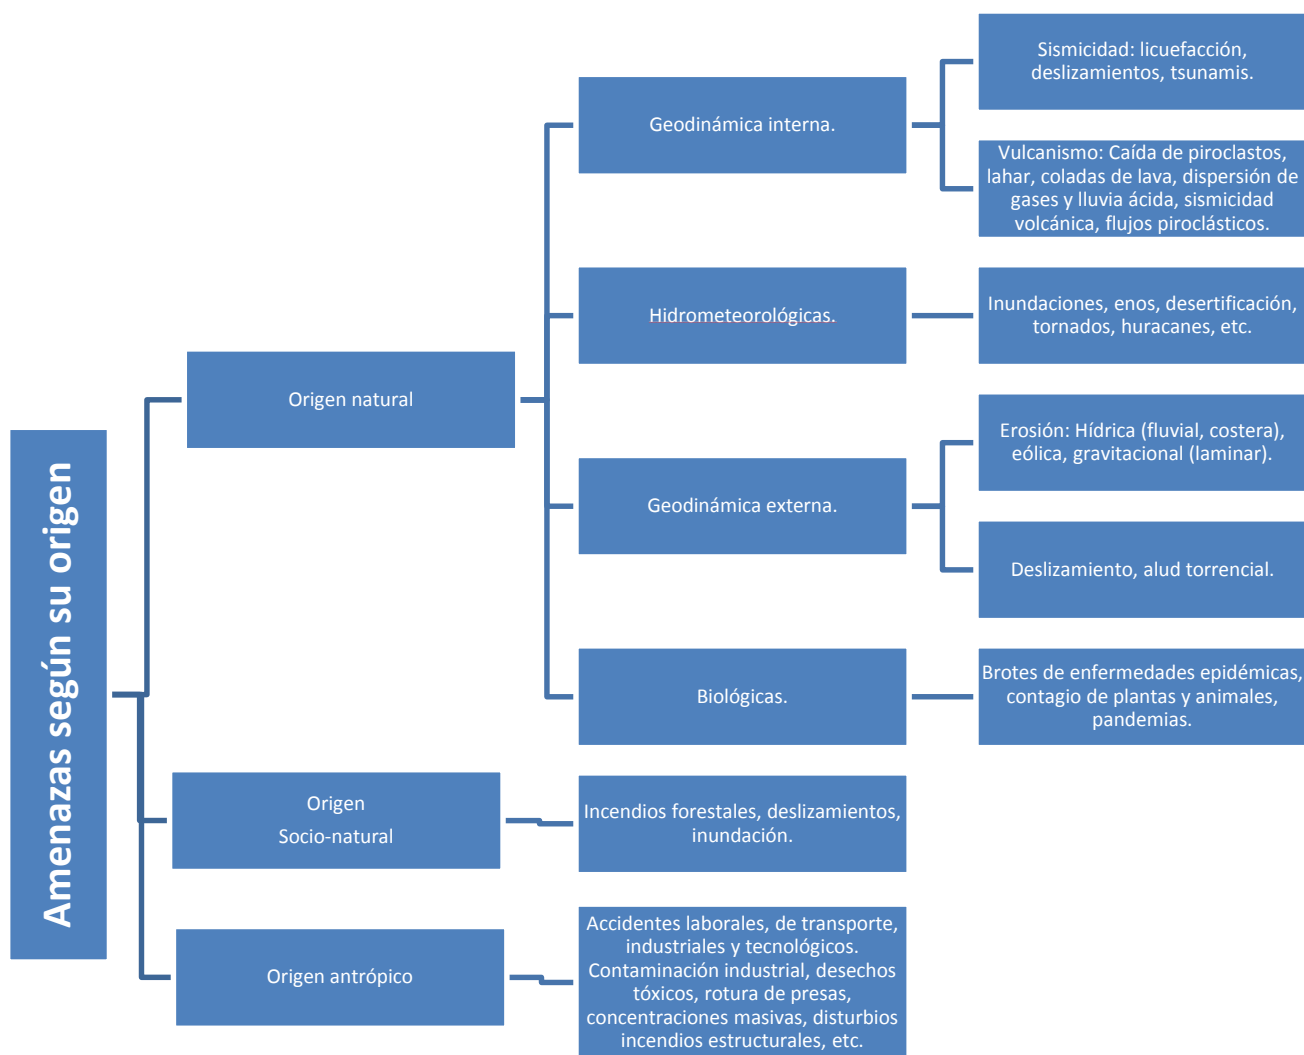 Amenazas según su origen
Origen natural
Geodinámica interna.
Sismicidad: licuefacción,
deslizamientos, tsunamis.
Vulcanismo: Caída de piroclastos,
lahar, coladas de lava, dispersión de
gases y lluvia ácida, sismicidad
volcánica, flujos piroclásticos.
Hidrometeorológicas.
Inundaciones, enos, desertificación,
tornados, huracanes, etc.
Geodinámica externa.
Erosión: Hídrica (fluvial, costera),
eólica, gravitacional (laminar).
Deslizamiento, alud torrencial.
Biológicas.
Brotes de enfermedades epidémicas,
contagio de plantas y animales,
pandemias.
Origen
Socio-natural
Incendios forestales, deslizamientos,
inundación.
Origen antrópico
Accidentes laborales, de transporte,
industriales y tecnológicos.
Contaminación industrial, desechos
tóxicos, rotura de presas,
concentraciones masivas, disturbios
incendios estructurales, etc.